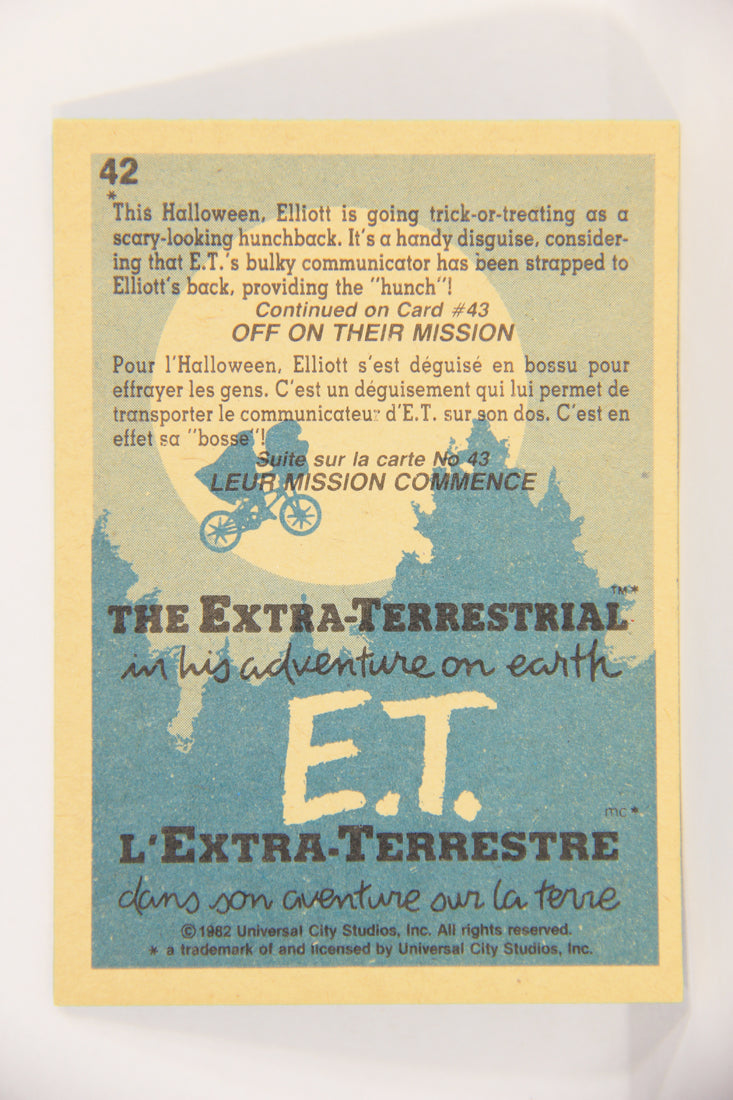 42
*
This Halloween, Elliott is going trick-or-treating as a
scary-looking hunchback. It's a handy disguise, consider-
ing that E.T.'s bulky communicator has been strapped to
Elliott's back, providing the "hunch"!
Continued on Card #43
OFF ON THEIR MISSION
Pour l'Halloween, Elliott s'est déguisé en bossu pour
effrayer les gens. C'est un déguisement qui lui permet de
transporter le communicateur d'E.T. sur son dos. C'est en
effet sa "bosse"!
Suite sur la carte No 43
LEUR MISSION COMMENCE
THE EXTRA-TERRESTRIAL™*
in his adventure on earth
E.T.
mc*
L'EXTRA-TERRESTRE
dans son aventure sur la terre
©1982 Universal City Studios, Inc. All rights reserved.
* a trademark of and licensed by Universal City Studios, Inc.